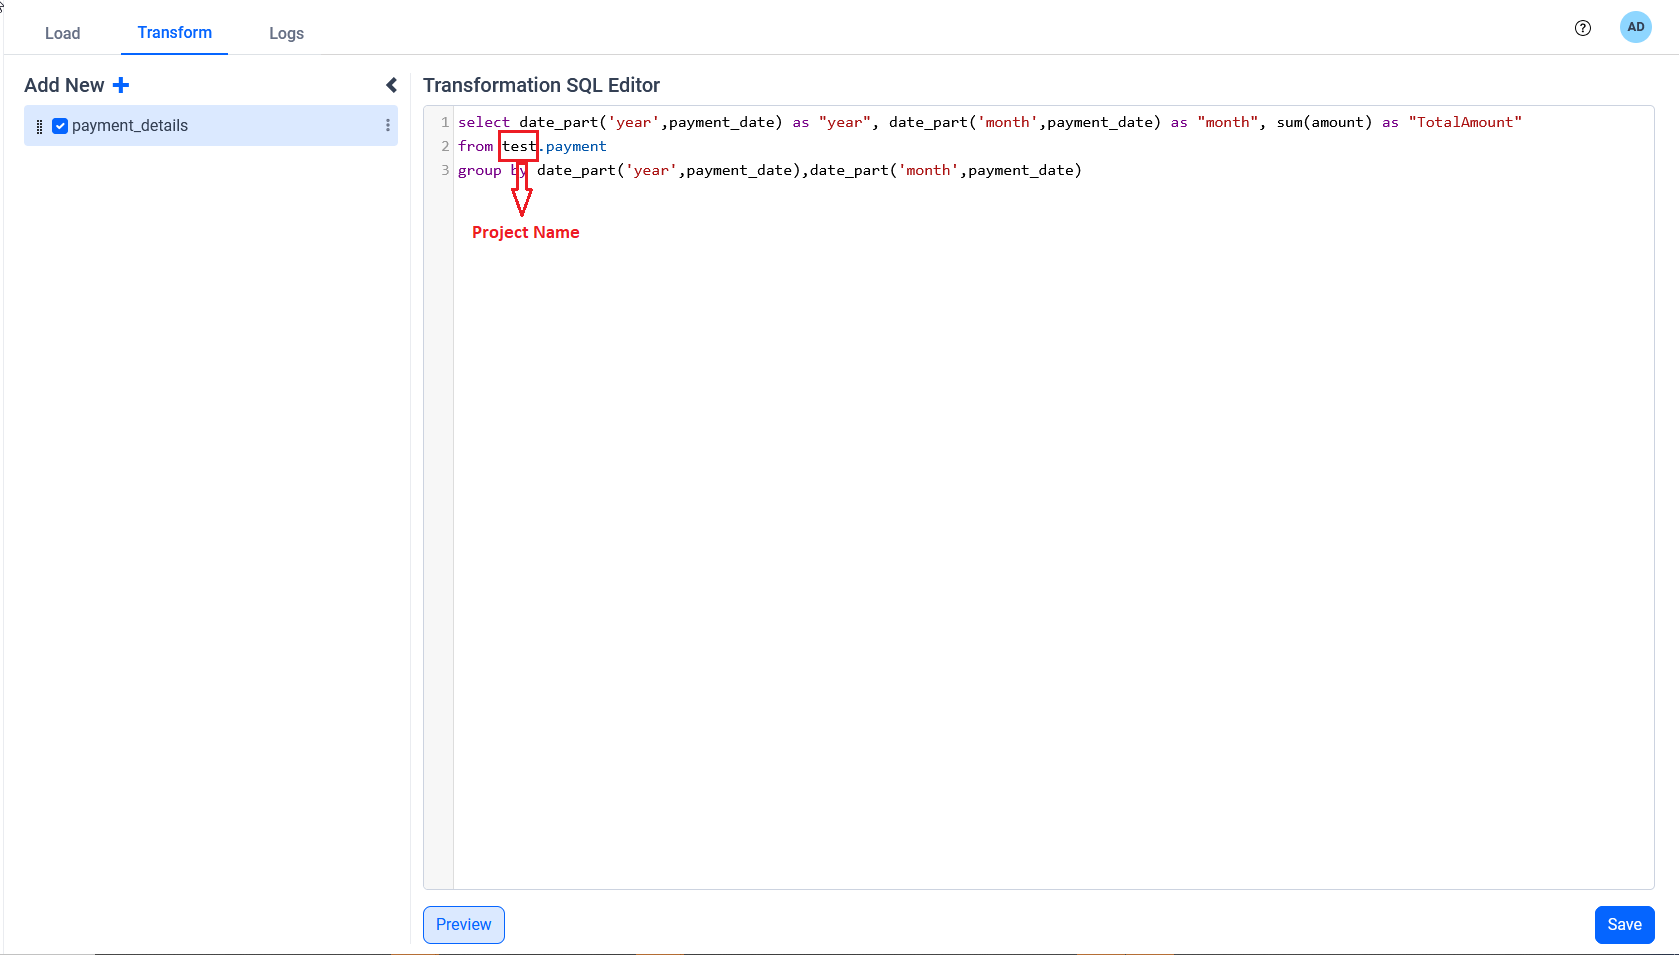 Load
Transform
Logs
AD
Add New
payment_details
Transformation SQL Editor
1 select date_part('year',payment_date) as "year", date_part('month',payment_date) as "month", sum(amount) as "TotalAmount"
2 from test.payment
3 group by date_part('year',payment_date),date_part('month',payment_date)
Project Name
Preview
Save